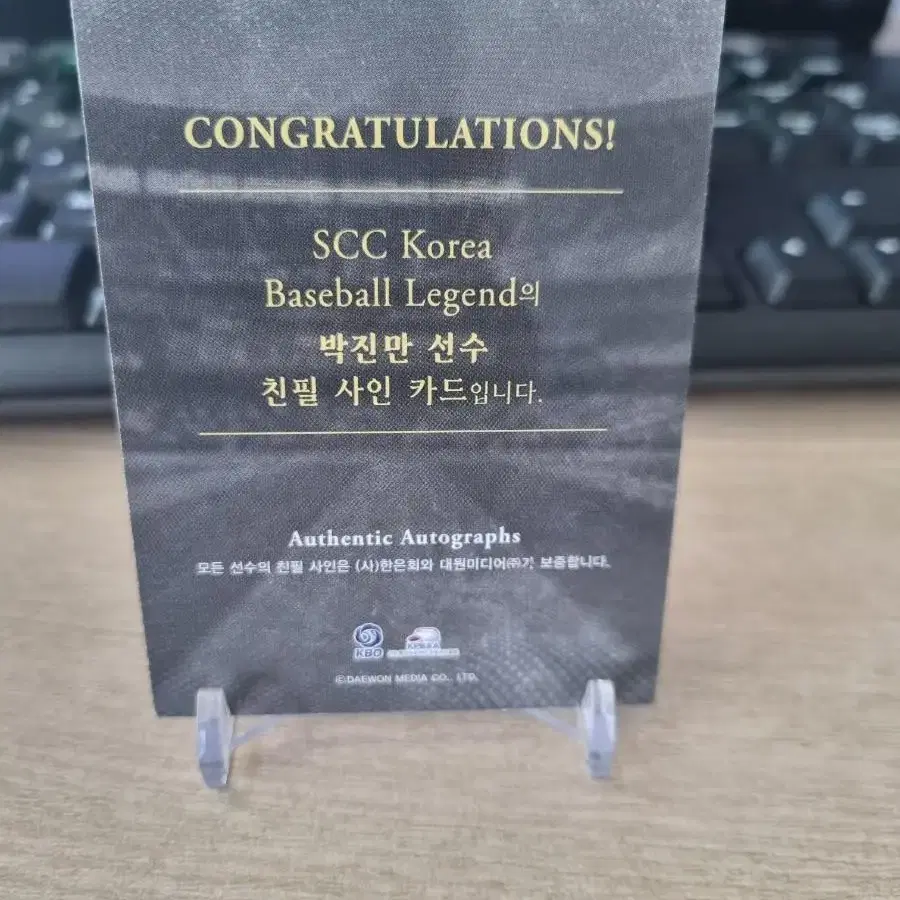 CONGRATULATIONS!
SCC Korea
Baseball Legend의
박진만 선수
친필 사인 카드입니다.
Authentic Autographs
모든 선수의 친필 사인은 (사)한은회와 대원미디어㈜가 보증합니다.
KBO
ⓒDAEWON MEDIA CO., LTD.